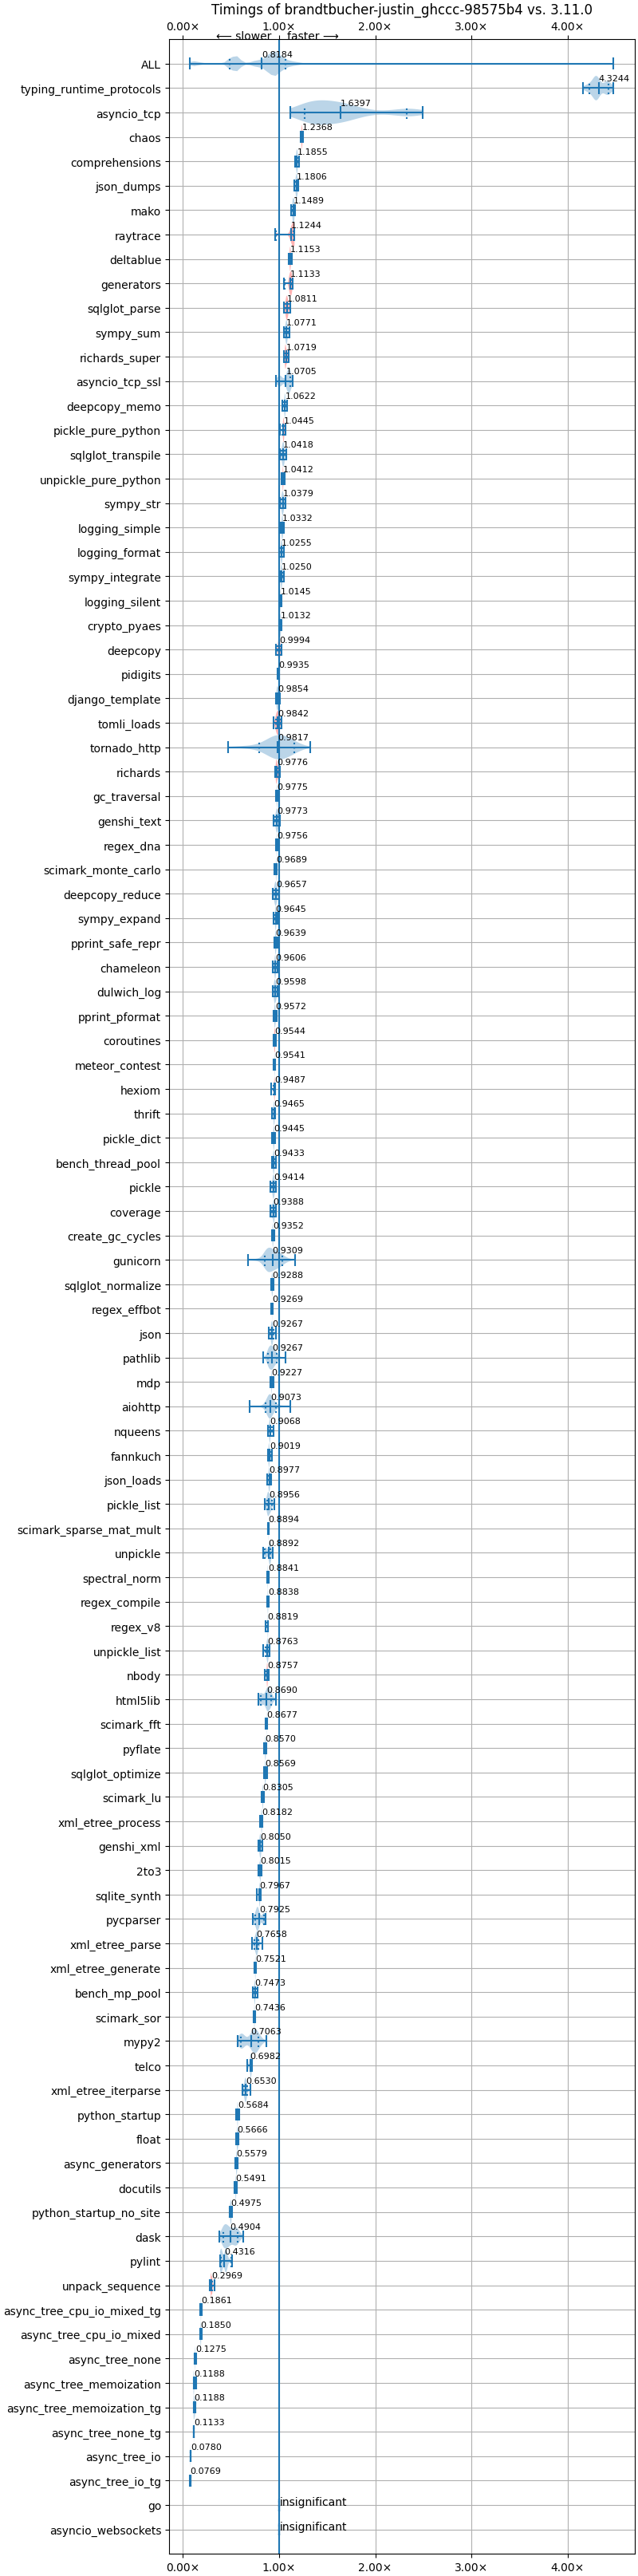 Timings of brandtbucher-justin_ghccc-98575b4 vs. 3.11.0
0.00× 1.00× 2.00× 3.00× 4.00×
⟵ slower faster ⟶
ALL 0.8184
typing_runtime_protocols 4.3244
asyncio_tcp 1.6397
chaos 1.2368
comprehensions 1.1855
json_dumps 1.1806
mako 1.1489
raytrace 1.1244
deltablue 1.1153
generators 1.1133
sqlglot_parse 1.0811
sympy_sum 1.0771
richards_super 1.0719
asyncio_tcp_ssl 1.0705
deepcopy_memo 1.0622
pickle_pure_python 1.0445
sqlglot_transpile 1.0418
unpickle_pure_python 1.0412
sympy_str 1.0379
logging_simple 1.0332
logging_format 1.0255
sympy_integrate 1.0250
logging_silent 1.0145
crypto_pyaes 1.0132
deepcopy 0.9994
pidigits 0.9935
django_template 0.9854
tomli_loads 0.9842
tornado_http 0.9817
richards 0.9776
gc_traversal 0.9775
genshi_text 0.9773
regex_dna 0.9756
scimark_monte_carlo 0.9689
deepcopy_reduce 0.9657
sympy_expand 0.9645
pprint_safe_repr 0.9639
chameleon 0.9606
dulwich_log 0.9598
pprint_pformat 0.9572
coroutines 0.9544
meteor_contest 0.9541
hexiom 0.9487
thrift 0.9465
pickle_dict 0.9445
bench_thread_pool 0.9433
pickle 0.9414
coverage 0.9388
create_gc_cycles 0.9352
gunicorn 0.9309
sqlglot_normalize 0.9288
regex_effbot 0.9269
json 0.9267
pathlib 0.9267
mdp 0.9227
aiohttp 0.9073
nqueens 0.9068
fannkuch 0.9019
json_loads 0.8977
pickle_list 0.8956
scimark_sparse_mat_mult 0.8894
unpickle 0.8892
spectral_norm 0.8841
regex_compile 0.8838
regex_v8 0.8819
unpickle_list 0.8763
nbody 0.8757
html5lib 0.8690
scimark_fft 0.8677
pyflate 0.8570
sqlglot_optimize 0.8569
scimark_lu 0.8305
xml_etree_process 0.8182
genshi_xml 0.8050
2to3 0.8015
sqlite_synth 0.7967
pycparser 0.7925
xml_etree_parse 0.7658
xml_etree_generate 0.7521
bench_mp_pool 0.7473
scimark_sor 0.7436
mypy2 0.7063
telco 0.6982
xml_etree_iterparse 0.6530
python_startup 0.5684
float 0.5666
async_generators 0.5579
docutils 0.5491
python_startup_no_site 0.4975
dask 0.4904
pylint 0.4316
unpack_sequence 0.2969
async_tree_cpu_io_mixed_tg 0.1861
async_tree_cpu_io_mixed 0.1850
async_tree_none 0.1275
async_tree_memoization 0.1188
async_tree_memoization_tg 0.1188
async_tree_none_tg 0.1133
async_tree_io 0.0780
async_tree_io_tg 0.0769
go insignificant
asyncio_websockets insignificant
0.00× 1.00× 2.00× 3.00× 4.00×